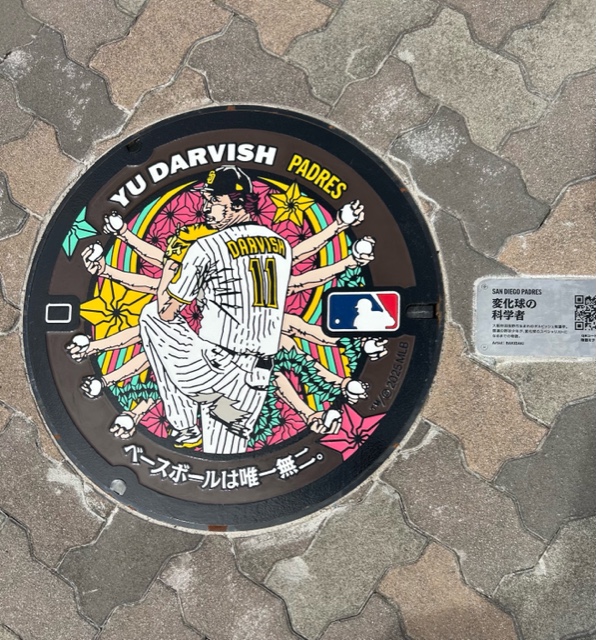 YU DARVISH PADRES
DARVISH
11
ベースボールは唯一無二。
SAN DIEGO PADRES
変化球の
科学者